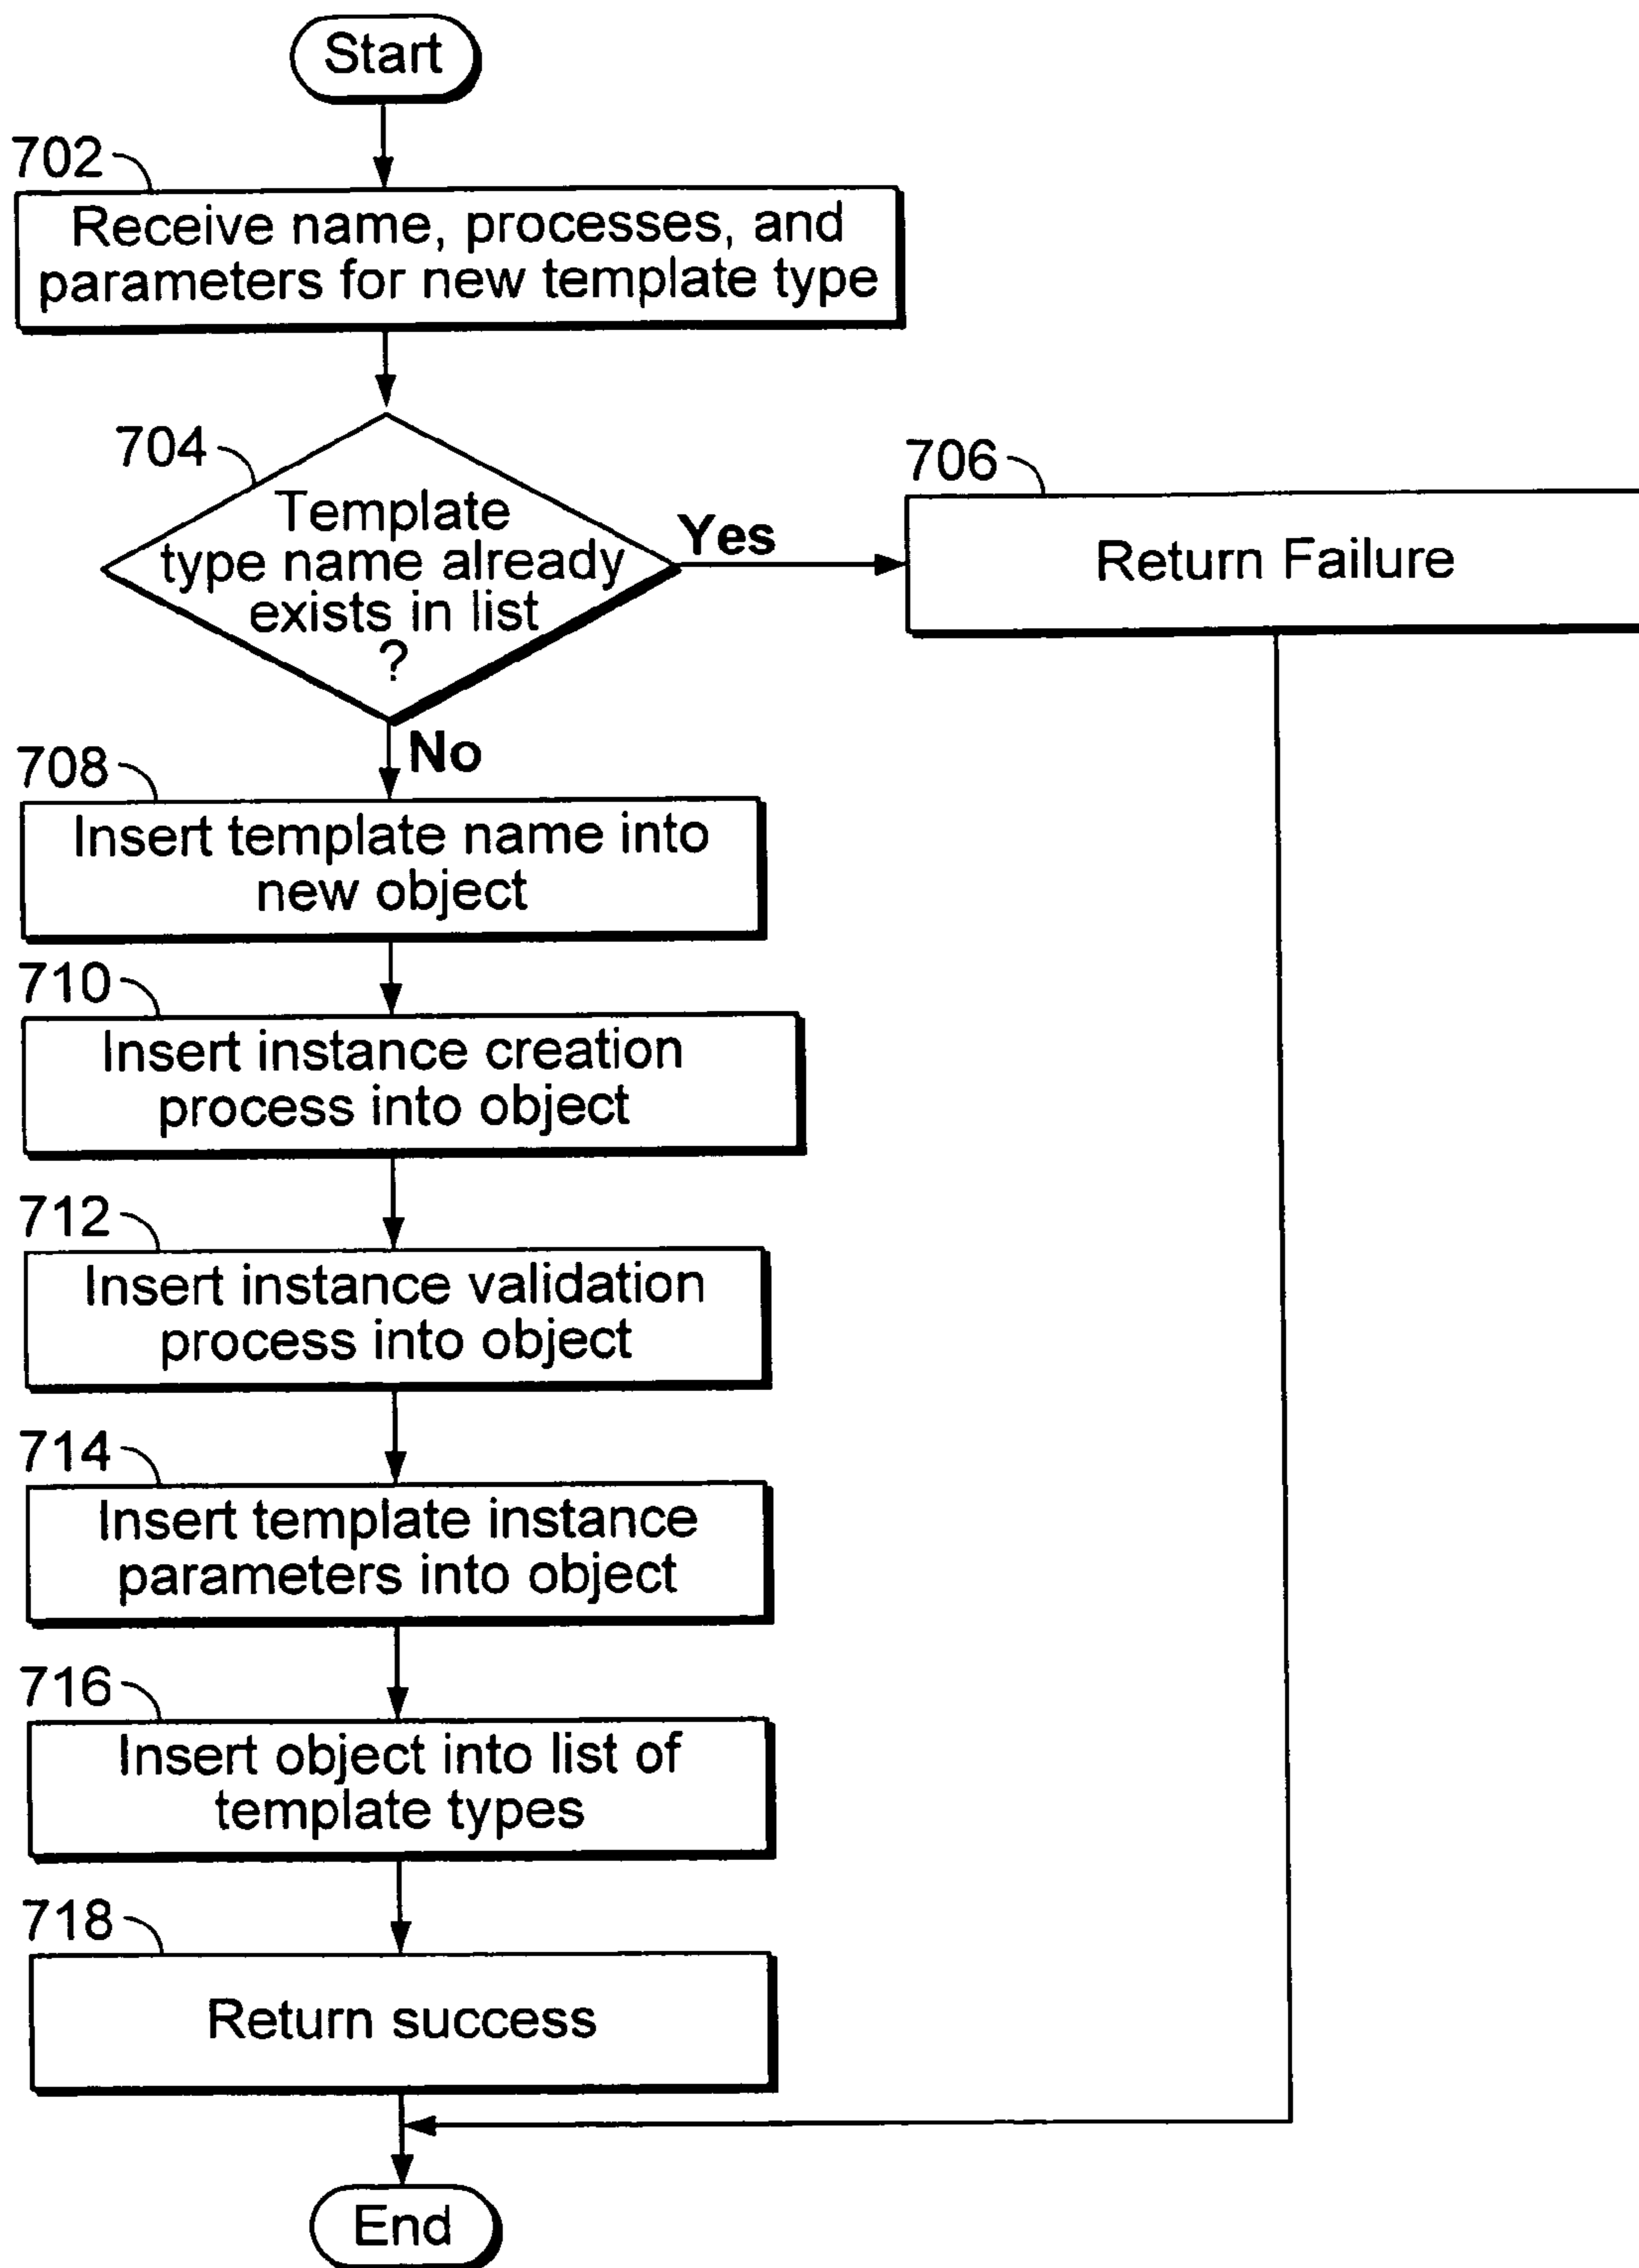 Start
702
Receive name, processes, and
parameters for new template type
704
Template
type name already
exists in list
?
Yes
706
Return Failure
No
708
Insert template name into
new object
710
Insert instance creation
process into object
712
Insert instance validation
process into object
714
Insert template instance
parameters into object
716
Insert object into list of
template types
718
Return success
End